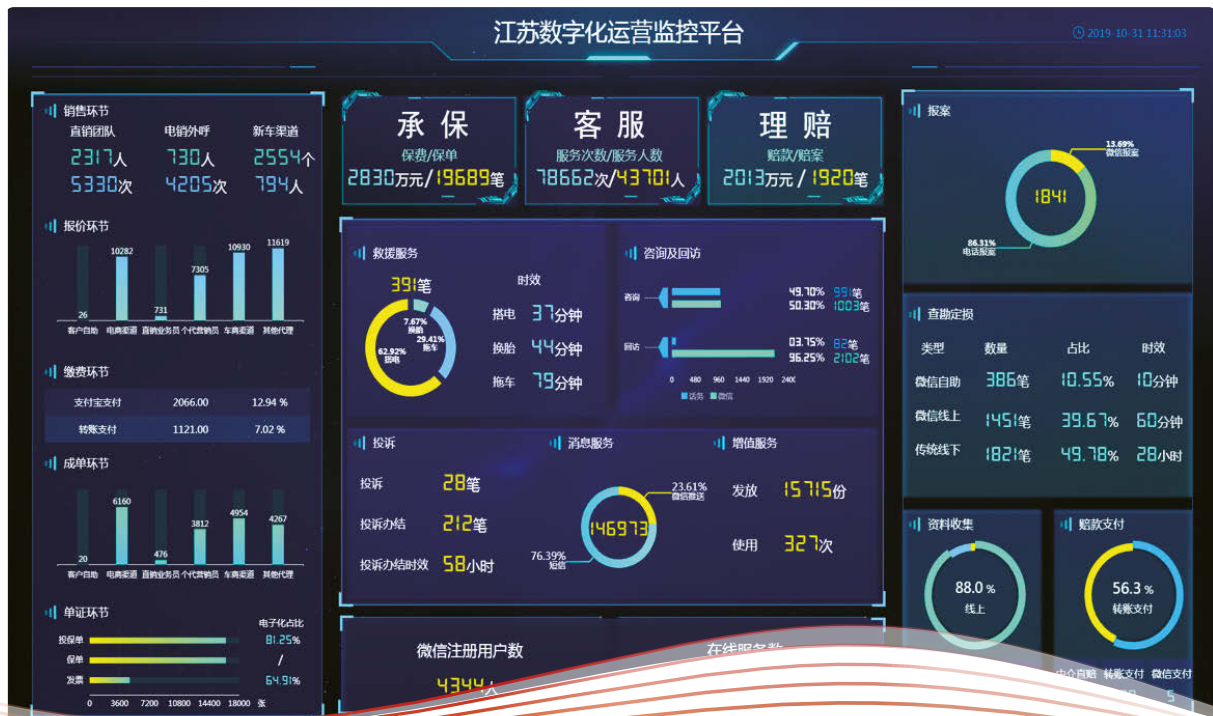 江苏数字化运营监控平台
2019-10-31 11:31:03
销售环节
直销团队 电销外呼 新车渠道
2317人 730人 2554个
5330次 4205次 794人
报价环节
26 10282 731 7305 10930 11619
客户自助 电商渠道 直销业务员 个代营销员 车商渠道 其他代理
缴费环节
支付宝支付 2066.00 12.94 %
转账支付 1121.00 7.02 %
成单环节
20 6160 476 3812 4954 4267
客户自助 电商渠道 直销业务员 个代营销员 车商渠道 其他代理
单证环节
电子化占比
投保单 81.25%
保单 /
发票 64.91%
0 3600 7200 10800 14400 18000 张
承保
保费/保单
2830万元/19689笔
客服
服务次数/服务人数
78662次/43701人
理赔
赔款/赔案
2013万元 / 1920笔
救援服务
391笔
7.67%
换胎
29.41%
拖车
62.92%
搭电
时效
搭电 37分钟
换胎 44分钟
拖车 79分钟
咨询及回访
咨询
49.70% 991笔
50.30% 1003笔
回访
03.75% 82笔
96.25% 2102笔
0 480 960 1440 1920 240
话务 微信
投诉
投诉 28笔
投诉办结 212笔
投诉办结时效 58小时
消息服务
23.61%
微信推送
146973
76.39%
短信
增值服务
发放 15715份
使用 327次
微信注册用户数
4344人
在线服务数
报案
13.69%
微信报案
1841
86.31%
电话报案
查勘定损
类型 数量 占比 时效
微信自助 386笔 10.55% 10分钟
微信线上 1451笔 39.67% 60分钟
传统线下 1821笔 49.78% 28小时
资料收集
88.0 %
线上
赔款支付
56.3 %
转账支付
中介直赔 转账支付 微信支付
5